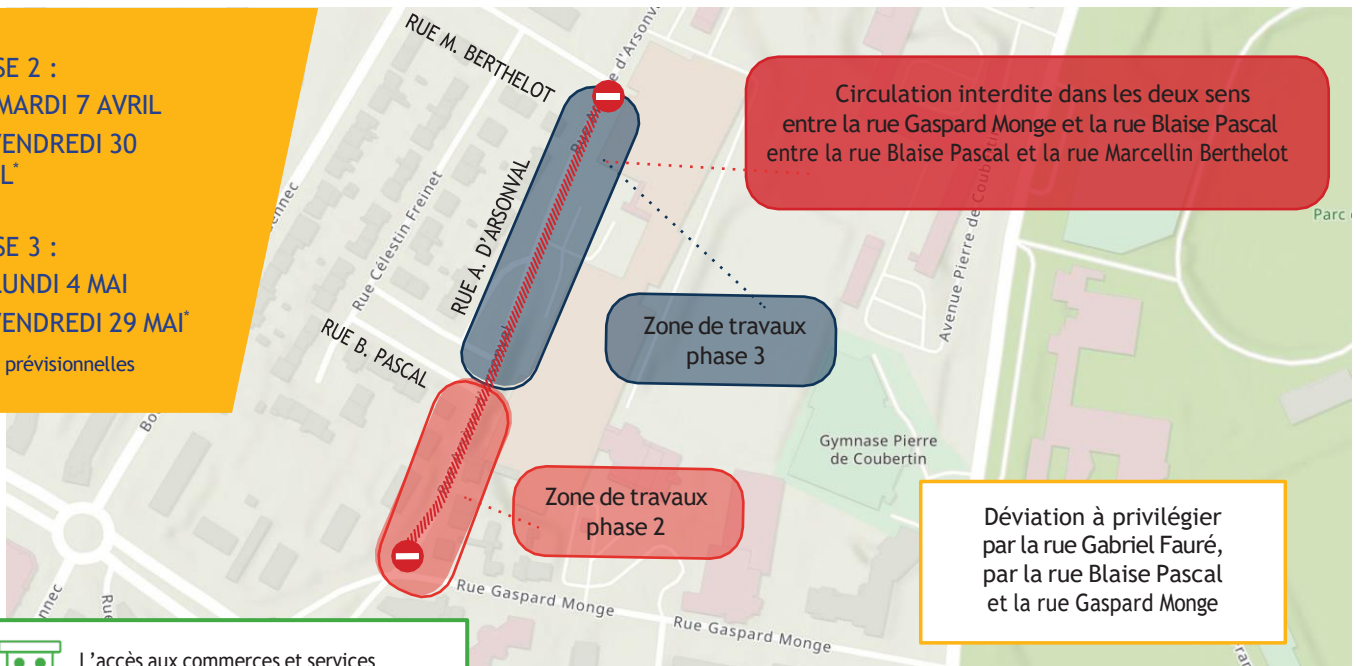 SE 2 :
MARDI 7 AVRIL
VENDREDI 30
L*
SE 3 :
LUNDI 4 MAI
VENDREDI 29 MAI*
prévisionnelles
RUE M. BERTHELOT
Rue d'Arsonval
Circulation interdite dans les deux sens
entre la rue Gaspard Monge et la rue Blaise Pascal
entre la rue Blaise Pascal et la rue Marcellin Berthelot
Rue Célestin Freinet
RUE A. D'ARSONVAL
Avenue Pierre de Coubertin
Parc
RUE B. PASCAL
Zone de travaux
phase 3
Gymnase Pierre
de Coubertin
Zone de travaux
phase 2
Déviation à privilégier
par la rue Gabriel Fauré,
par la rue Blaise Pascal
et la rue Gaspard Monge
Rue Gaspard Monge
Rue Gaspard Monge
Rue
L'accès aux commerces et services